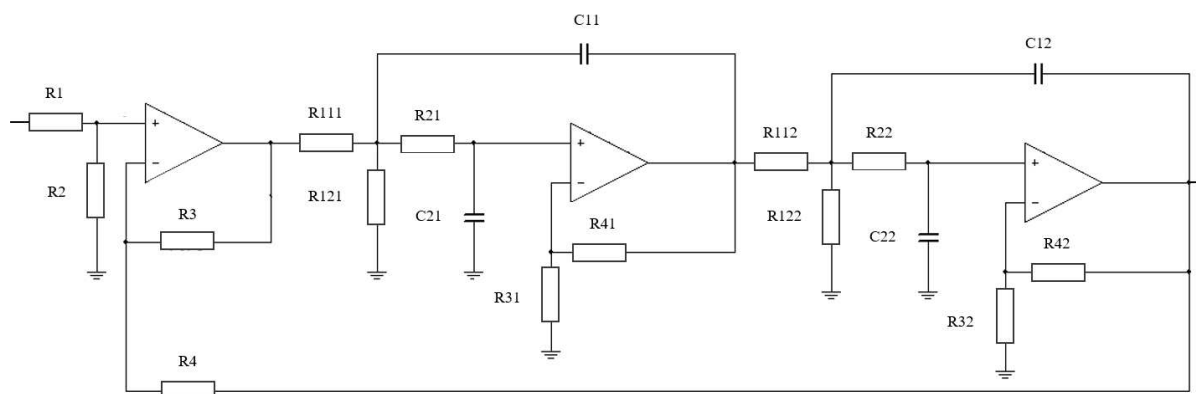 C11
C12
R1
+
R111
R21
+
R112
R22
+
−
R2
R3
R121
C21
−
R41
R122
C22
−
R42
R31
R32
R4